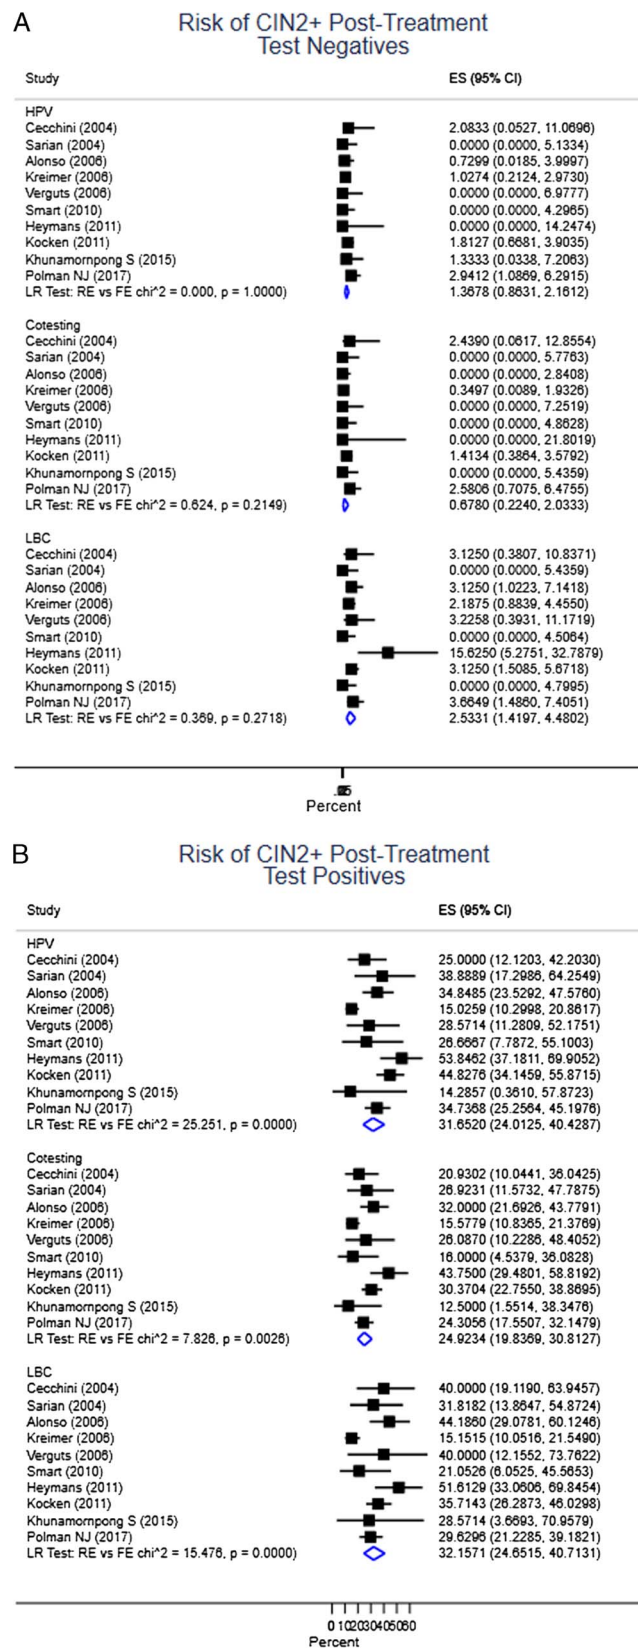 A
Risk of CIN2+ Post-Treatment
Test Negatives
Study ES (95% CI)
HPV
Cecchini (2004) 2.0833 (0.0527, 11.0696)
Sarian (2004) 0.0000 (0.0000, 5.1334)
Alonso (2006) 0.7299 (0.0185, 3.9997)
Kreimer (2006) 1.0274 (0.2124, 2.9730)
Verguts (2006) 0.0000 (0.0000, 6.9777)
Smart (2010) 0.0000 (0.0000, 4.2965)
Heymans (2011) 0.0000 (0.0000, 14.2474)
Kocken (2011) 1.8127 (0.6681, 3.9035)
Khunamornpong S (2015) 1.3333 (0.0338, 7.2063)
Polman NJ (2017) 2.9412 (1.0869, 6.2915)
LR Test: RE vs FE chi^2 = 0.000, p = 1.0000) 1.3678 (0.8631, 2.1612)
Cotesting
Cecchini (2004) 2.4390 (0.0617, 12.8554)
Sarian (2004) 0.0000 (0.0000, 5.7763)
Alonso (2006) 0.0000 (0.0000, 2.8408)
Kreimer (2006) 0.3497 (0.0089, 1.9326)
Verguts (2006) 0.0000 (0.0000, 7.2519)
Smart (2010) 0.0000 (0.0000, 4.8628)
Heymans (2011) 0.0000 (0.0000, 21.8019)
Kocken (2011) 1.4134 (0.3864, 3.5792)
Khunamornpong S (2015) 0.0000 (0.0000, 5.4359)
Polman NJ (2017) 2.5806 (0.7075, 6.4755)
LR Test: RE vs FE chi^2 = 0.624, p = 0.2149) 0.6780 (0.2240, 2.0333)
LBC
Cecchini (2004) 3.1250 (0.3807, 10.8371)
Sarian (2004) 0.0000 (0.0000, 5.4359)
Alonso (2006) 3.1250 (1.0223, 7.1418)
Kreimer (2006) 2.1875 (0.8839, 4.4550)
Verguts (2006) 3.2258 (0.3931, 11.1719)
Smart (2010) 0.0000 (0.0000, 4.5064)
Heymans (2011) 15.6250 (5.2751, 32.7879)
Kocken (2011) 3.1250 (1.5085, 5.6718)
Khunamornpong S (2015) 0.0000 (0.0000, 4.7995)
Polman NJ (2017) 3.6649 (1.4860, 7.4051)
LR Test: RE vs FE chi^2 = 0.369, p = 0.2718) 2.5331 (1.4197, 4.4802)
Percent
B
Risk of CIN2+ Post-Treatment
Test Positives
Study ES (95% CI)
HPV
Cecchini (2004) 25.0000 (12.1203, 42.2030)
Sarian (2004) 38.8889 (17.2986, 64.2549)
Alonso (2006) 34.8485 (23.5292, 47.5760)
Kreimer (2006) 15.0259 (10.2998, 20.8617)
Verguts (2006) 28.5714 (11.2809, 52.1751)
Smart (2010) 26.6667 (7.7872, 55.1003)
Heymans (2011) 53.8462 (37.1811, 69.9052)
Kocken (2011) 44.8276 (34.1459, 55.8715)
Khunamornpong S (2015) 14.2857 (0.3610, 57.8723)
Polman NJ (2017) 34.7368 (25.2564, 45.1976)
LR Test: RE vs FE chi^2 = 25.251, p = 0.0000) 31.6520 (24.0125, 40.4287)
Cotesting
Cecchini (2004) 20.9302 (10.0441, 36.0425)
Sarian (2004) 26.9231 (11.5732, 47.7875)
Alonso (2006) 32.0000 (21.6926, 43.7791)
Kreimer (2006) 15.5779 (10.8365, 21.3769)
Verguts (2006) 26.0870 (10.2286, 48.4052)
Smart (2010) 16.0000 (4.5379, 36.0828)
Heymans (2011) 43.7500 (29.4801, 58.8192)
Kocken (2011) 30.3704 (22.7550, 38.8695)
Khunamornpong S (2015) 12.5000 (1.5514, 38.3476)
Polman NJ (2017) 24.3056 (17.5507, 32.1479)
LR Test: RE vs FE chi^2 = 7.826, p = 0.0026) 24.9234 (19.8369, 30.8127)
LBC
Cecchini (2004) 40.0000 (19.1190, 63.9457)
Sarian (2004) 31.8182 (13.8647, 54.8724)
Alonso (2006) 44.1860 (29.0781, 60.1246)
Kreimer (2006) 15.1515 (10.0516, 21.5490)
Verguts (2006) 40.0000 (12.1552, 73.7622)
Smart (2010) 21.0526 (6.0525, 45.5653)
Heymans (2011) 51.6129 (33.0606, 69.8454)
Kocken (2011) 35.7143 (26.2873, 46.0298)
Khunamornpong S (2015) 28.5714 (3.6693, 70.9579)
Polman NJ (2017) 29.6296 (21.2285, 39.1821)
LR Test: RE vs FE chi^2 = 15.476, p = 0.0000) 32.1571 (24.6515, 40.7131)
0 10 20 30 40 50 60
Percent